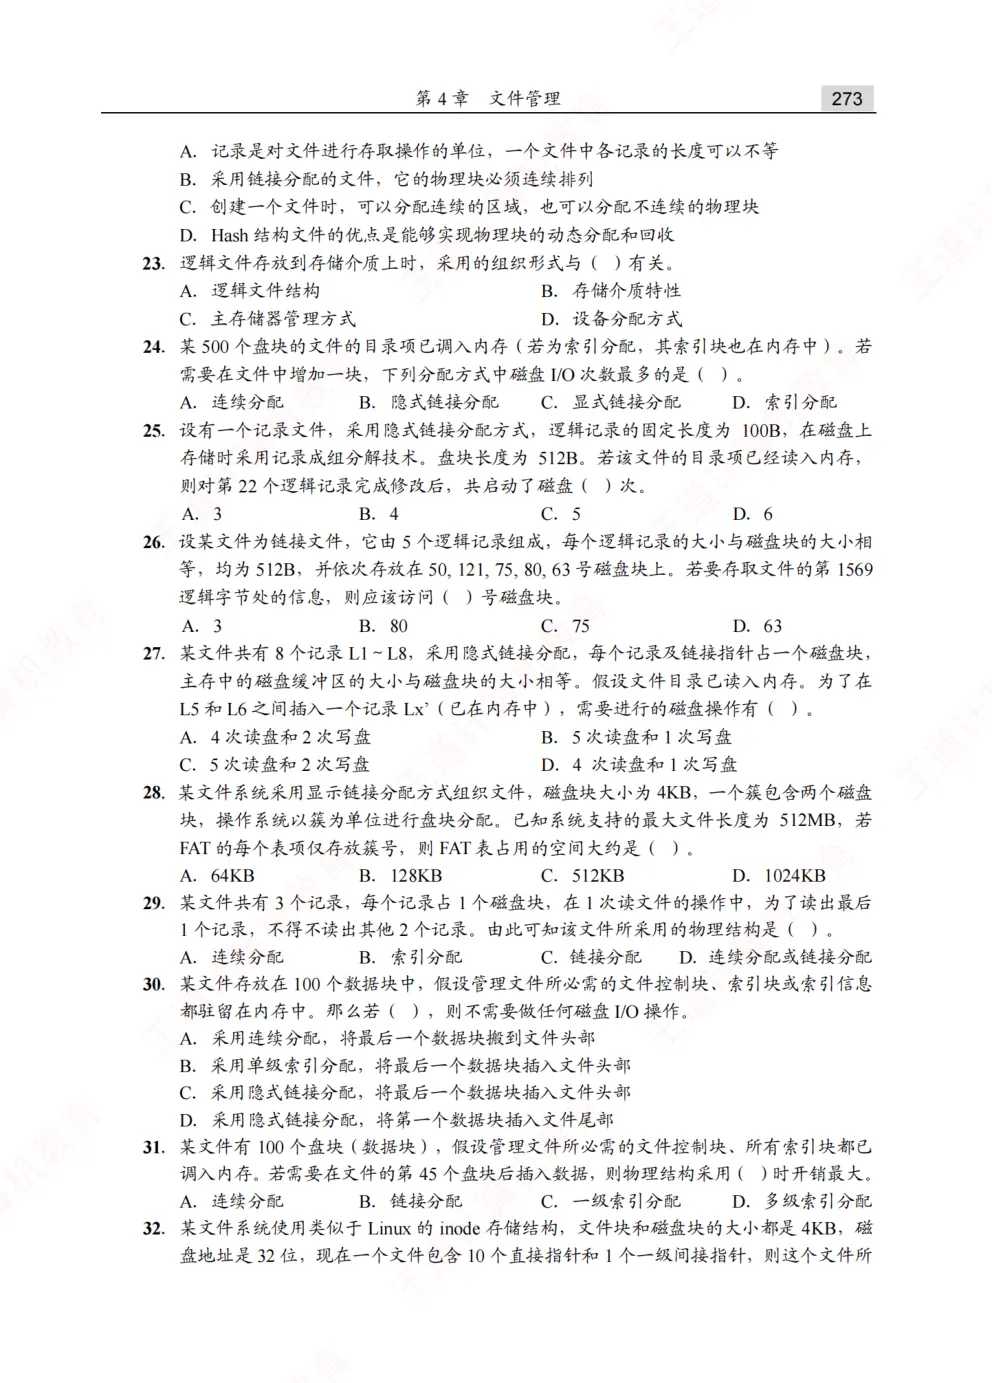 第 4 章 文件管理 273
A. 记录是对文件进行存取操作的单位，一个文件中各记录的长度可以不等
B. 采用链接分配的文件，它的物理块必须连续排列
C. 创建一个文件时，可以分配连续的区域，也可以分配不连续的物理块
D. Hash 结构文件的优点是能够实现物理块的动态分配和回收
23. 逻辑文件存放到存储介质上时，采用的组织形式与（ ）有关。
A. 逻辑文件结构 B. 存储介质特性
C. 主存储器管理方式 D. 设备分配方式
24. 某 500 个盘块的文件的目录项已调入内存（若为索引分配，其索引块也在内存中）。若
需要在文件中增加一块，下列分配方式中磁盘 I/O 次数最多的是（ ）。
A. 连续分配 B. 隐式链接分配 C. 显式链接分配 D. 索引分配
25. 设有一个记录文件，采用隐式链接分配方式，逻辑记录的固定长度为 100B，在磁盘上
存储时采用记录成组分解技术。盘块长度为 512B。若该文件的目录项已经读入内存，
则对第 22 个逻辑记录完成修改后，共启动了磁盘（ ）次。
A. 3 B. 4 C. 5 D. 6
26. 设某文件为链接文件，它由 5 个逻辑记录组成，每个逻辑记录的大小与磁盘块的大小相
等，均为 512B，并依次存放在 50, 121, 75, 80, 63 号磁盘块上。若要存取文件的第 1569
逻辑字节处的信息，则应该访问（ ）号磁盘块。
A. 3 B. 80 C. 75 D. 63
27. 某文件共有 8 个记录 L1～L8，采用隐式链接分配，每个记录及链接指针占一个磁盘块，
主存中的磁盘缓冲区的大小与磁盘块的大小相等。假设文件目录已读入内存。为了在
L5 和 L6 之间插入一个记录 Lx’（已在内存中），需要进行的磁盘操作有（ ）。
A. 4 次读盘和 2 次写盘 B. 5 次读盘和 1 次写盘
C. 5 次读盘和 2 次写盘 D. 4 次读盘和 1 次写盘
28. 某文件系统采用显示链接分配方式组织文件，磁盘块大小为 4KB，一个簇包含两个磁盘
块，操作系统以簇为单位进行盘块分配。已知系统支持的最大文件长度为 512MB，若
FAT 的每个表项仅存放簇号，则 FAT 表占用的空间大约是（ ）。
A. 64KB B. 128KB C. 512KB D. 1024KB
29. 某文件共有 3 个记录，每个记录占 1 个磁盘块，在 1 次读文件的操作中，为了读出最后
1 个记录，不得不读出其他 2 个记录。由此可知该文件所采用的物理结构是（ ）。
A. 连续分配 B. 索引分配 C. 链接分配 D. 连续分配或链接分配
30. 某文件存放在 100 个数据块中，假设管理文件所必需的文件控制块、索引块或索引信息
都驻留在内存中。那么若（ ），则不需要做任何磁盘 I/O 操作。
A. 采用连续分配，将最后一个数据块搬到文件头部
B. 采用单级索引分配，将最后一个数据块插入文件头部
C. 采用隐式链接分配，将最后一个数据块插入文件头部
D. 采用隐式链接分配，将第一个数据块插入文件尾部
31. 某文件有 100 个盘块（数据块），假设管理文件所必需的文件控制块、所有索引块都已
调入内存。若需要在文件的第 45 个盘块后插入数据，则物理结构采用（ ）时开销最大。
A. 连续分配 B. 链接分配 C. 一级索引分配 D. 多级索引分配
32. 某文件系统使用类似于 Linux 的 inode 存储结构，文件块和磁盘块的大小都是 4KB，磁
盘地址是 32 位，现在一个文件包含 10 个直接指针和 1 个一级间接指针，则这个文件所